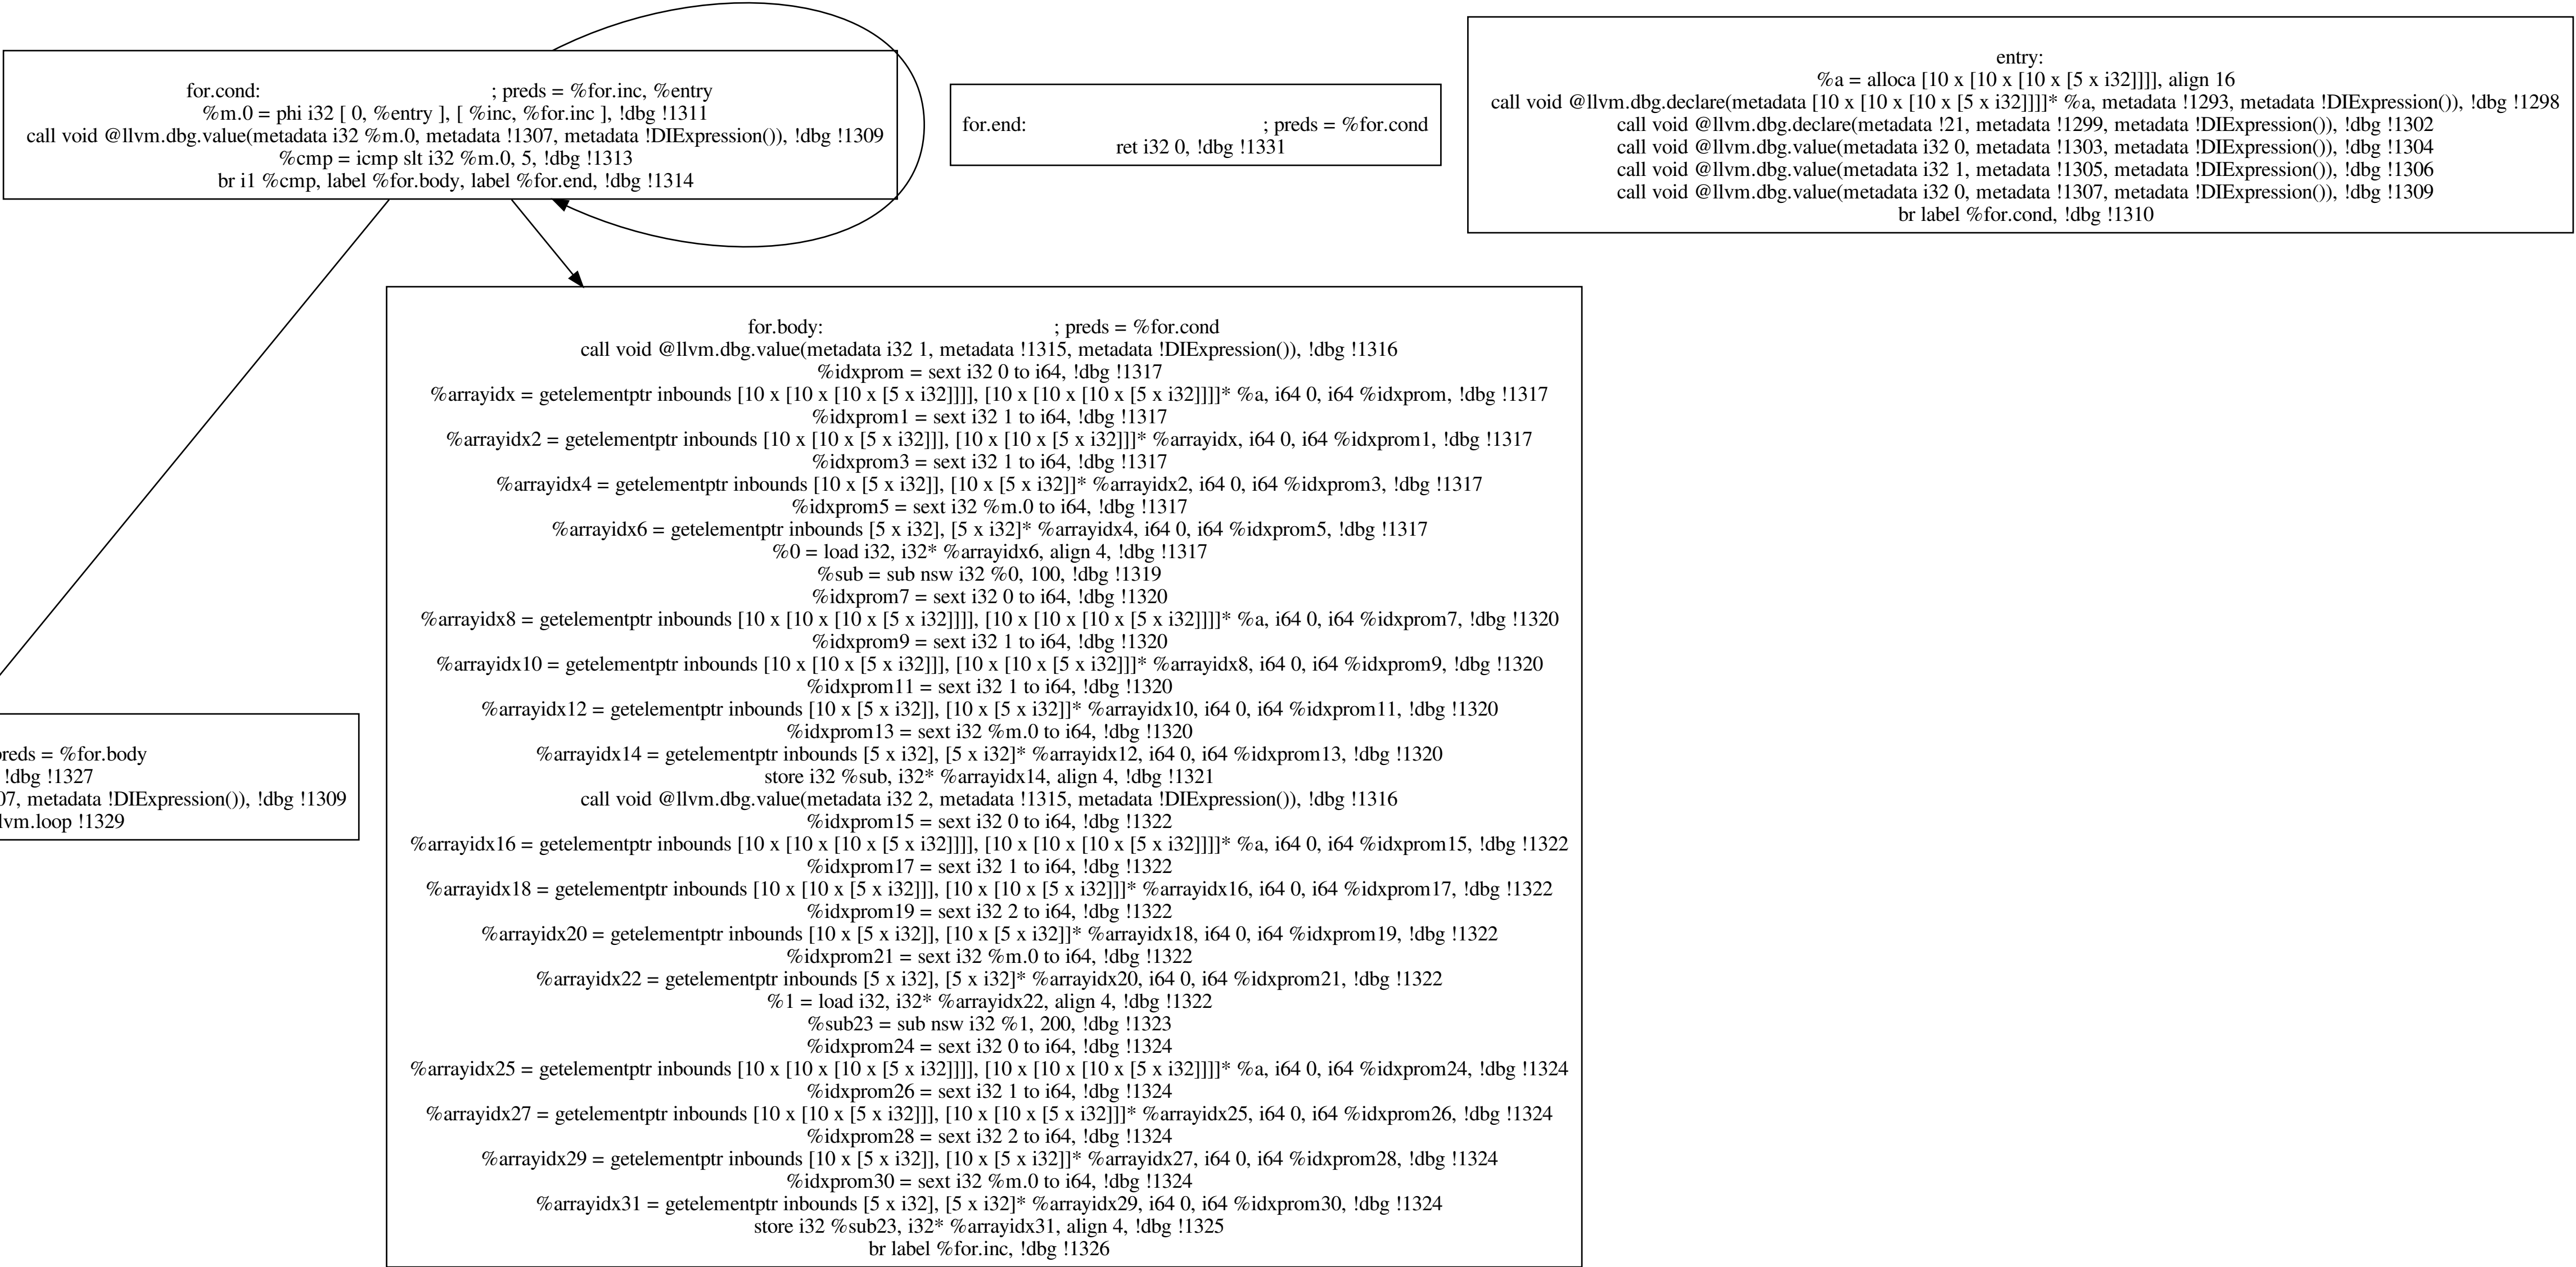 for.cond: ; preds = %for.inc, %entry
%m.0 = phi i32 [ 0, %entry ], [ %inc, %for.inc ], !dbg !1311
call void @llvm.dbg.value(metadata i32 %m.0, metadata !1307, metadata !DIExpression()), !dbg !1309
%cmp = icmp slt i32 %m.0, 5, !dbg !1313
br i1 %cmp, label %for.body, label %for.end, !dbg !1314
for.end: ; preds = %for.cond
ret i32 0, !dbg !1331
entry:
%a = alloca [10 x [10 x [10 x [5 x i32]]]], align 16
call void @llvm.dbg.declare(metadata [10 x [10 x [10 x [5 x i32]]]]* %a, metadata !1293, metadata !DIExpression()), !dbg !1298
call void @llvm.dbg.declare(metadata !21, metadata !1299, metadata !DIExpression()), !dbg !1302
call void @llvm.dbg.value(metadata i32 0, metadata !1303, metadata !DIExpression()), !dbg !1304
call void @llvm.dbg.value(metadata i32 1, metadata !1305, metadata !DIExpression()), !dbg !1306
call void @llvm.dbg.value(metadata i32 0, metadata !1307, metadata !DIExpression()), !dbg !1309
br label %for.cond, !dbg !1310
for.body: ; preds = %for.cond
call void @llvm.dbg.value(metadata i32 1, metadata !1315, metadata !DIExpression()), !dbg !1316
%idxprom = sext i32 0 to i64, !dbg !1317
%arrayidx = getelementptr inbounds [10 x [10 x [10 x [5 x i32]]]], [10 x [10 x [10 x [5 x i32]]]]* %a, i64 0, i64 %idxprom, !dbg !1317
%idxprom1 = sext i32 1 to i64, !dbg !1317
%arrayidx2 = getelementptr inbounds [10 x [10 x [5 x i32]]], [10 x [10 x [5 x i32]]]* %arrayidx, i64 0, i64 %idxprom1, !dbg !1317
%idxprom3 = sext i32 1 to i64, !dbg !1317
%arrayidx4 = getelementptr inbounds [10 x [5 x i32]], [10 x [5 x i32]]* %arrayidx2, i64 0, i64 %idxprom3, !dbg !1317
%idxprom5 = sext i32 %m.0 to i64, !dbg !1317
%arrayidx6 = getelementptr inbounds [5 x i32], [5 x i32]* %arrayidx4, i64 0, i64 %idxprom5, !dbg !1317
%0 = load i32, i32* %arrayidx6, align 4, !dbg !1317
%sub = sub nsw i32 %0, 100, !dbg !1319
%idxprom7 = sext i32 0 to i64, !dbg !1320
%arrayidx8 = getelementptr inbounds [10 x [10 x [10 x [5 x i32]]]], [10 x [10 x [10 x [5 x i32]]]]* %a, i64 0, i64 %idxprom7, !dbg !1320
%idxprom9 = sext i32 1 to i64, !dbg !1320
%arrayidx10 = getelementptr inbounds [10 x [10 x [5 x i32]]], [10 x [10 x [5 x i32]]]* %arrayidx8, i64 0, i64 %idxprom9, !dbg !1320
%idxprom11 = sext i32 1 to i64, !dbg !1320
%arrayidx12 = getelementptr inbounds [10 x [5 x i32]], [10 x [5 x i32]]* %arrayidx10, i64 0, i64 %idxprom11, !dbg !1320
%idxprom13 = sext i32 %m.0 to i64, !dbg !1320
%arrayidx14 = getelementptr inbounds [5 x i32], [5 x i32]* %arrayidx12, i64 0, i64 %idxprom13, !dbg !1320
store i32 %sub, i32* %arrayidx14, align 4, !dbg !1321
call void @llvm.dbg.value(metadata i32 2, metadata !1315, metadata !DIExpression()), !dbg !1316
%idxprom15 = sext i32 0 to i64, !dbg !1322
%arrayidx16 = getelementptr inbounds [10 x [10 x [10 x [5 x i32]]]], [10 x [10 x [10 x [5 x i32]]]]* %a, i64 0, i64 %idxprom15, !dbg !1322
%idxprom17 = sext i32 1 to i64, !dbg !1322
%arrayidx18 = getelementptr inbounds [10 x [10 x [5 x i32]]], [10 x [10 x [5 x i32]]]* %arrayidx16, i64 0, i64 %idxprom17, !dbg !1322
%idxprom19 = sext i32 2 to i64, !dbg !1322
%arrayidx20 = getelementptr inbounds [10 x [5 x i32]], [10 x [5 x i32]]* %arrayidx18, i64 0, i64 %idxprom19, !dbg !1322
%idxprom21 = sext i32 %m.0 to i64, !dbg !1322
%arrayidx22 = getelementptr inbounds [5 x i32], [5 x i32]* %arrayidx20, i64 0, i64 %idxprom21, !dbg !1322
%1 = load i32, i32* %arrayidx22, align 4, !dbg !1322
%sub23 = sub nsw i32 %1, 200, !dbg !1323
%idxprom24 = sext i32 0 to i64, !dbg !1324
%arrayidx25 = getelementptr inbounds [10 x [10 x [10 x [5 x i32]]]], [10 x [10 x [10 x [5 x i32]]]]* %a, i64 0, i64 %idxprom24, !dbg !1324
%idxprom26 = sext i32 1 to i64, !dbg !1324
%arrayidx27 = getelementptr inbounds [10 x [10 x [5 x i32]]], [10 x [10 x [5 x i32]]]* %arrayidx25, i64 0, i64 %idxprom26, !dbg !1324
%idxprom28 = sext i32 2 to i64, !dbg !1324
%arrayidx29 = getelementptr inbounds [10 x [5 x i32]], [10 x [5 x i32]]* %arrayidx27, i64 0, i64 %idxprom28, !dbg !1324
%idxprom30 = sext i32 %m.0 to i64, !dbg !1324
%arrayidx31 = getelementptr inbounds [5 x i32], [5 x i32]* %arrayidx29, i64 0, i64 %idxprom30, !dbg !1324
store i32 %sub23, i32* %arrayidx31, align 4, !dbg !1325
br label %for.inc, !dbg !1326
= %for.body
!dbg !1327
07, metadata !DIExpression()), !dbg !1309
!1329